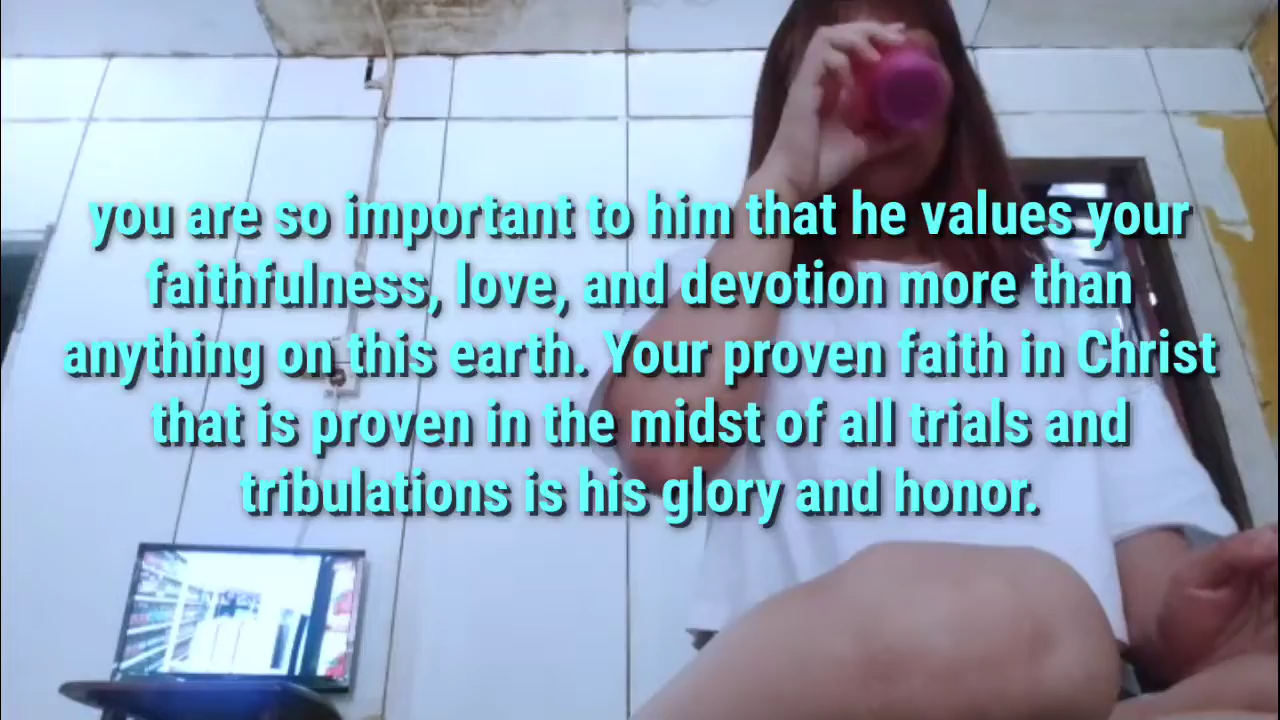 you are so important to him that he values your
faithfulness, love, and devotion more than
anything on this earth. Your proven faith in Christ
that is proven in the midst of all trials and
tribulations is his glory and honor.